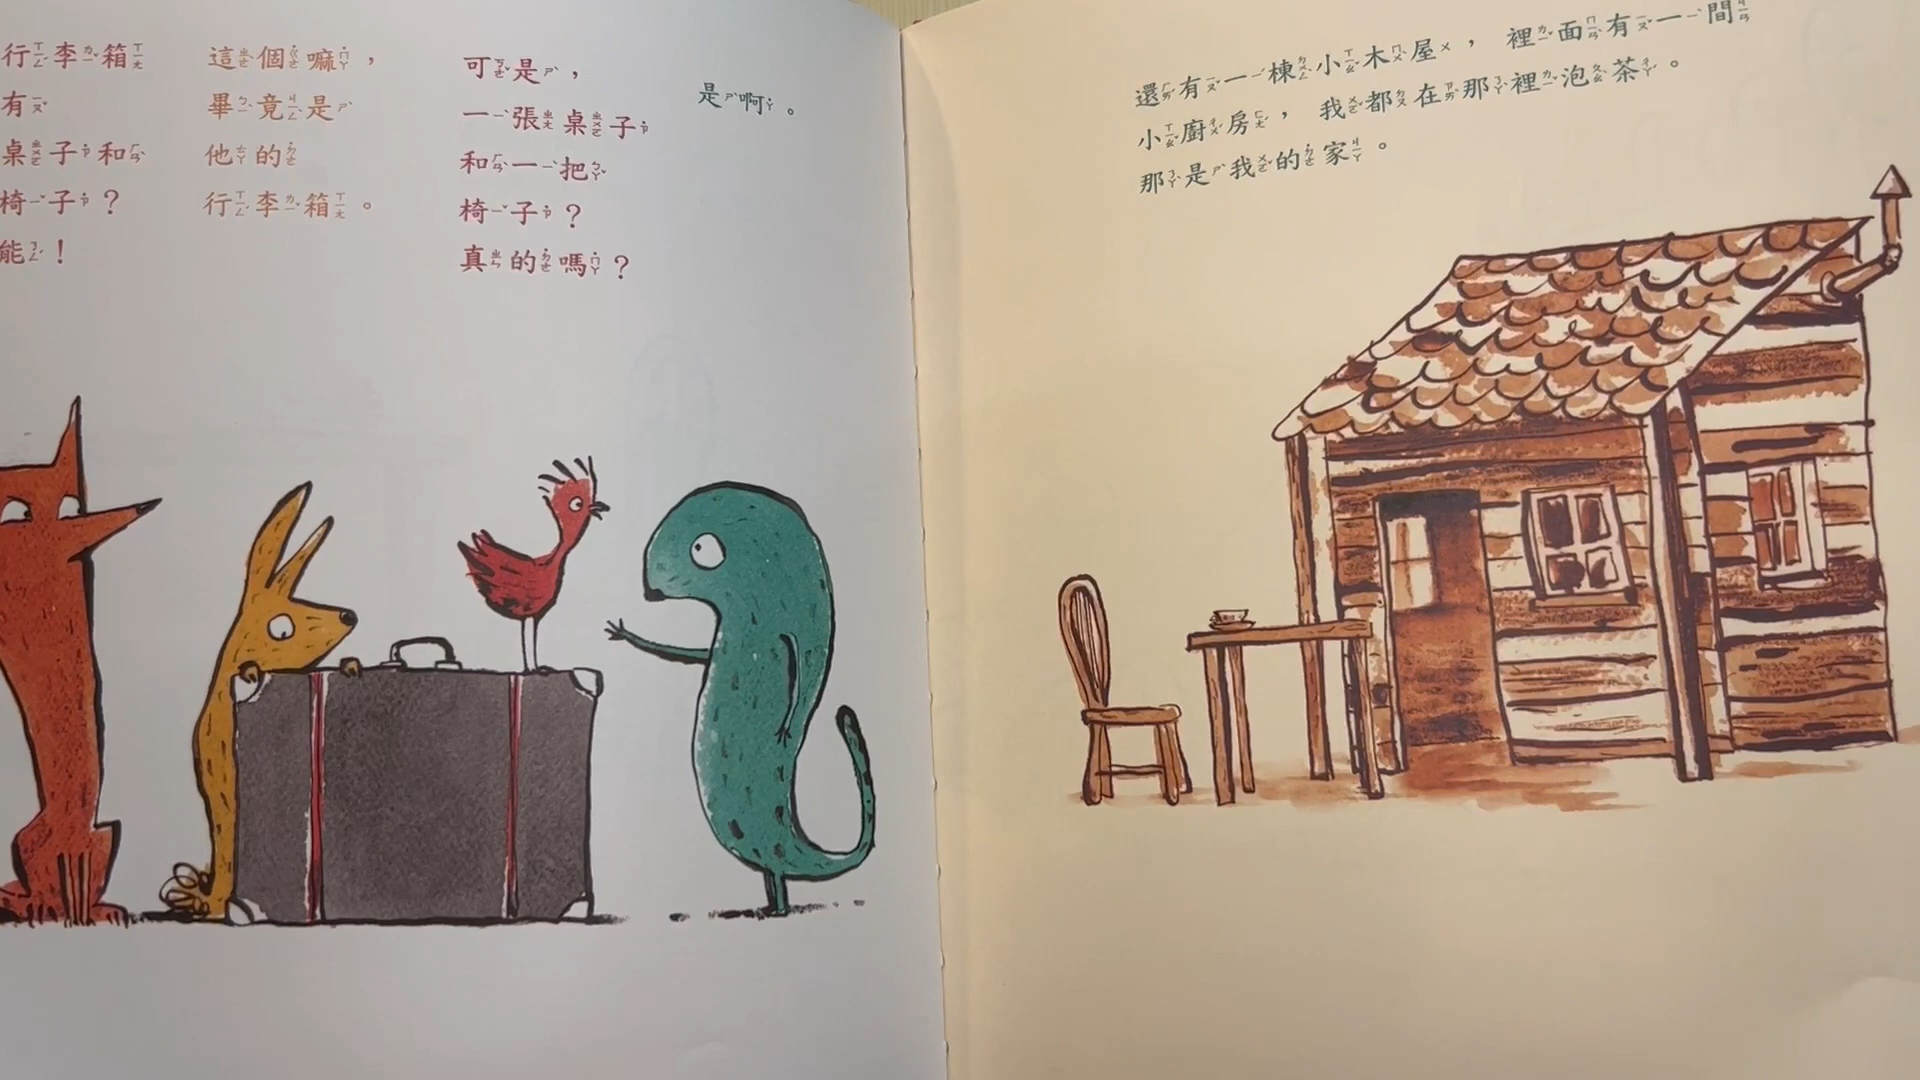 行李箱
有
桌子和
椅子？
能！
這個嘛，
畢竟是
他的
行李箱。
可是，
一張桌子
和一把
椅子？
真的嗎？
是啊。
還有一棟小木屋，裡面有一間
小廚房，我都在那裡泡茶。
那是我的家。